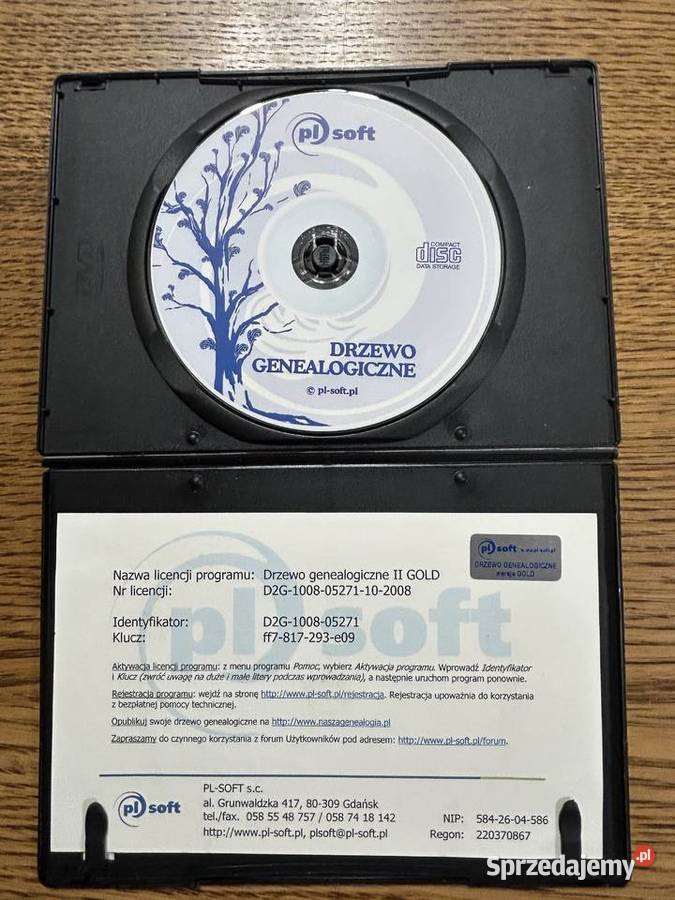 pl soft
COMPACT
disc
DATA STORAGE
DRZEWO
GENEALOGICZNE
© pl-soft.pl
pl soft www.pl-soft.pl
DRZEWO GENEALOGICZNE
wersja GOLD
pl soft
Nazwa licencji programu: Drzewo genealogiczne II GOLD
Nr licencji: D2G-1008-05271-10-2008
Identyfikator: D2G-1008-05271
Klucz: ff7-817-293-e09
Aktywacja licencji programu: z menu programu Pomoc, wybierz Aktywacja programu. Wprowadź Identyfikator
i Klucz (zwróć uwagę na duże i małe litery podczas wprowadzania), a następnie uruchom program ponownie.
Rejestracja programu: wejdź na stronę http://www.pl-soft.pl/rejestracja. Rejestracja upoważnia do korzystania
z bezpłatnej pomocy technicznej.
Opublikuj swoje drzewo genealogiczne na http://www.naszagenealogia.pl
Zapraszamy do czynnego korzystania z forum Użytkowników pod adresem: http://www.pl-soft.pl/forum.
pl soft
PL-SOFT s.c.
al. Grunwaldzka 417, 80-309 Gdańsk
tel./fax. 058 55 48 757 / 058 74 18 142 NIP: 584-26-04-586
http://www.pl-soft.pl, plsoft@pl-soft.pl Regon: 220370867
Sprzedajemy.pl